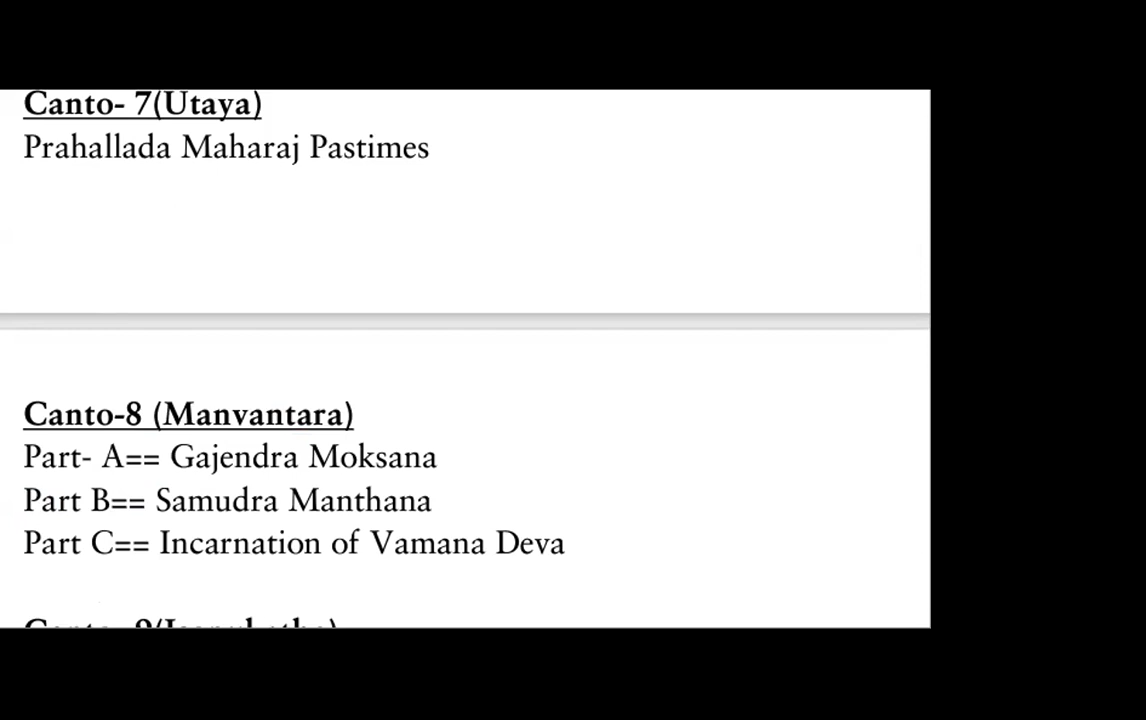 Canto- 7(Utaya)
Prahallada Maharaj Pastimes
Canto-8 (Manvantara)
Part- A== Gajendra Moksana
Part B== Samudra Manthana
Part C== Incarnation of Vamana Deva